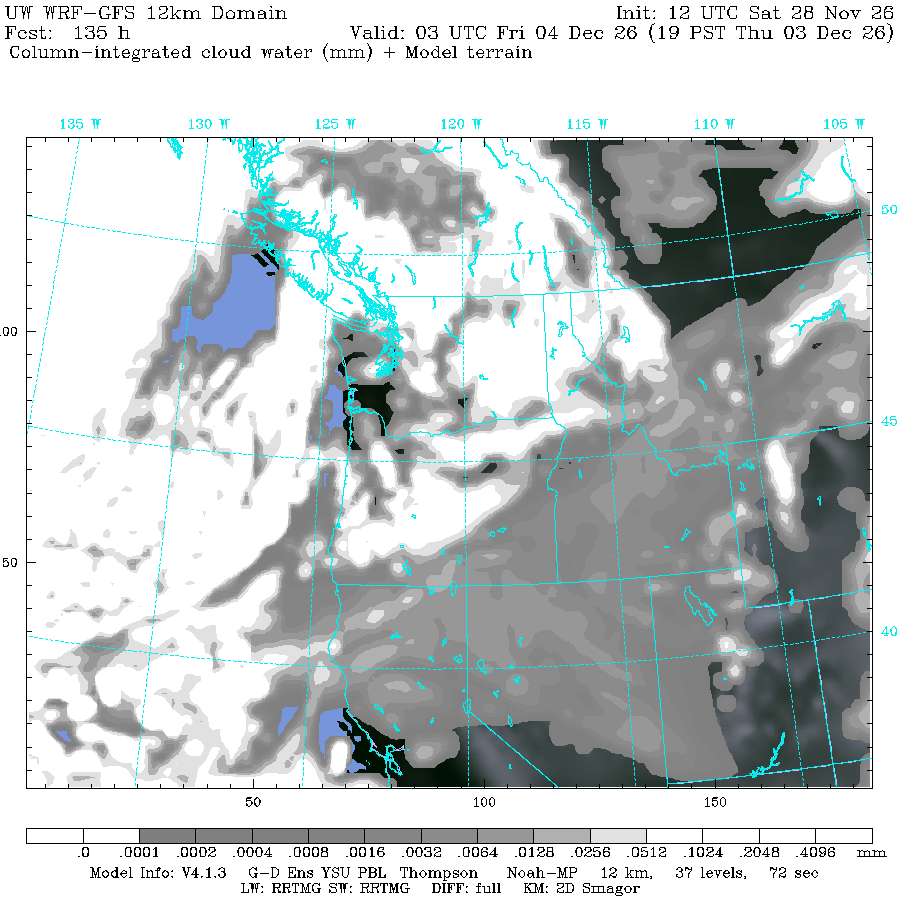 UW WRF-GFS 12km Domain Init: 12 UTC Sat 28 Nov 26
Fcst: 135 h Valid: 03 UTC Fri 04 Dec 26 (19 PST Thu 03 Dec 26)
Column-integrated cloud water (mm) + Model terrain
135 W 130 W 125 W 120 W 115 W 110 W 105 W
50
00
45
50
40
50 100 150
.0 .0001 .0002 .0004 .0008 .0016 .0032 .0064 .0128 .0256 .0512 .1024 .2048 .4096 mm
Model Info: V4.1.3 G-D Ens YSU PBL Thompson Noah-MP 12 km, 37 levels, 72 sec
LW: RRTMG SW: RRTMG DIFF: full KM: 2D Smagor